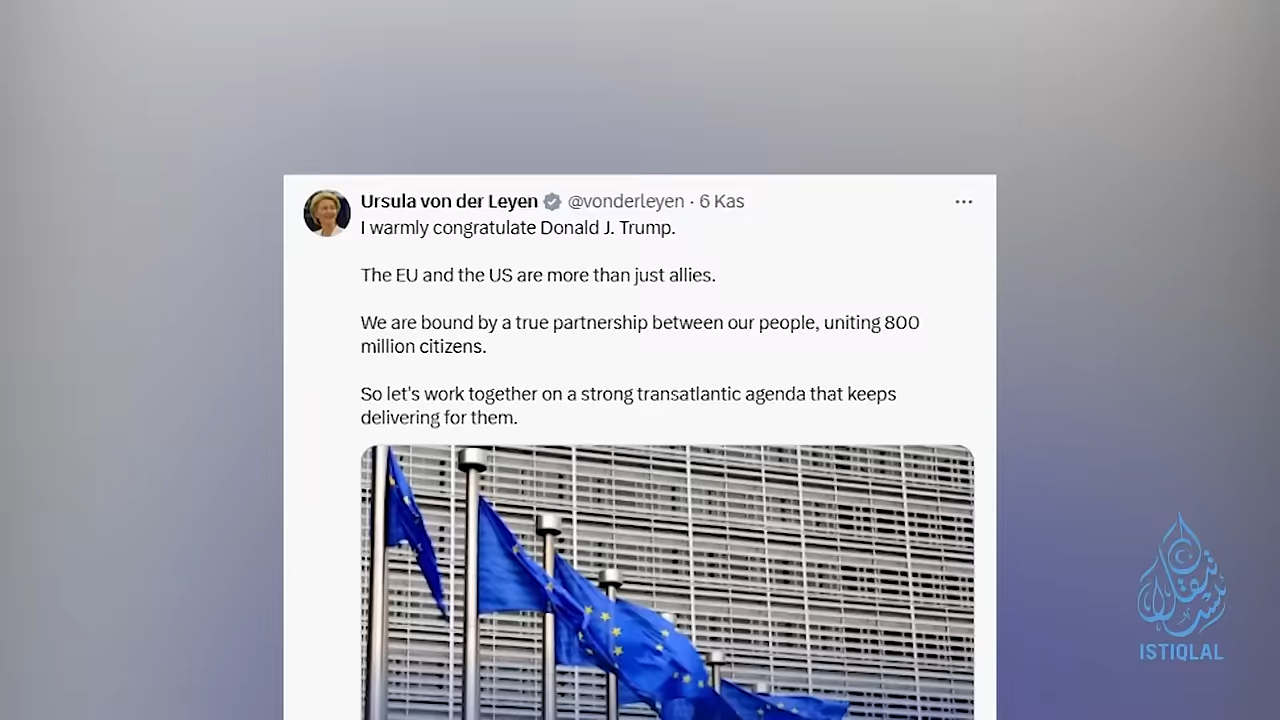 Ursula von der Leyen @vonderleyen · 6 Kas
I warmly congratulate Donald J. Trump.
The EU and the US are more than just allies.
We are bound by a true partnership between our people, uniting 800
million citizens.
So let's work together on a strong transatlantic agenda that keeps
delivering for them.
استقلال
ISTIQLAL